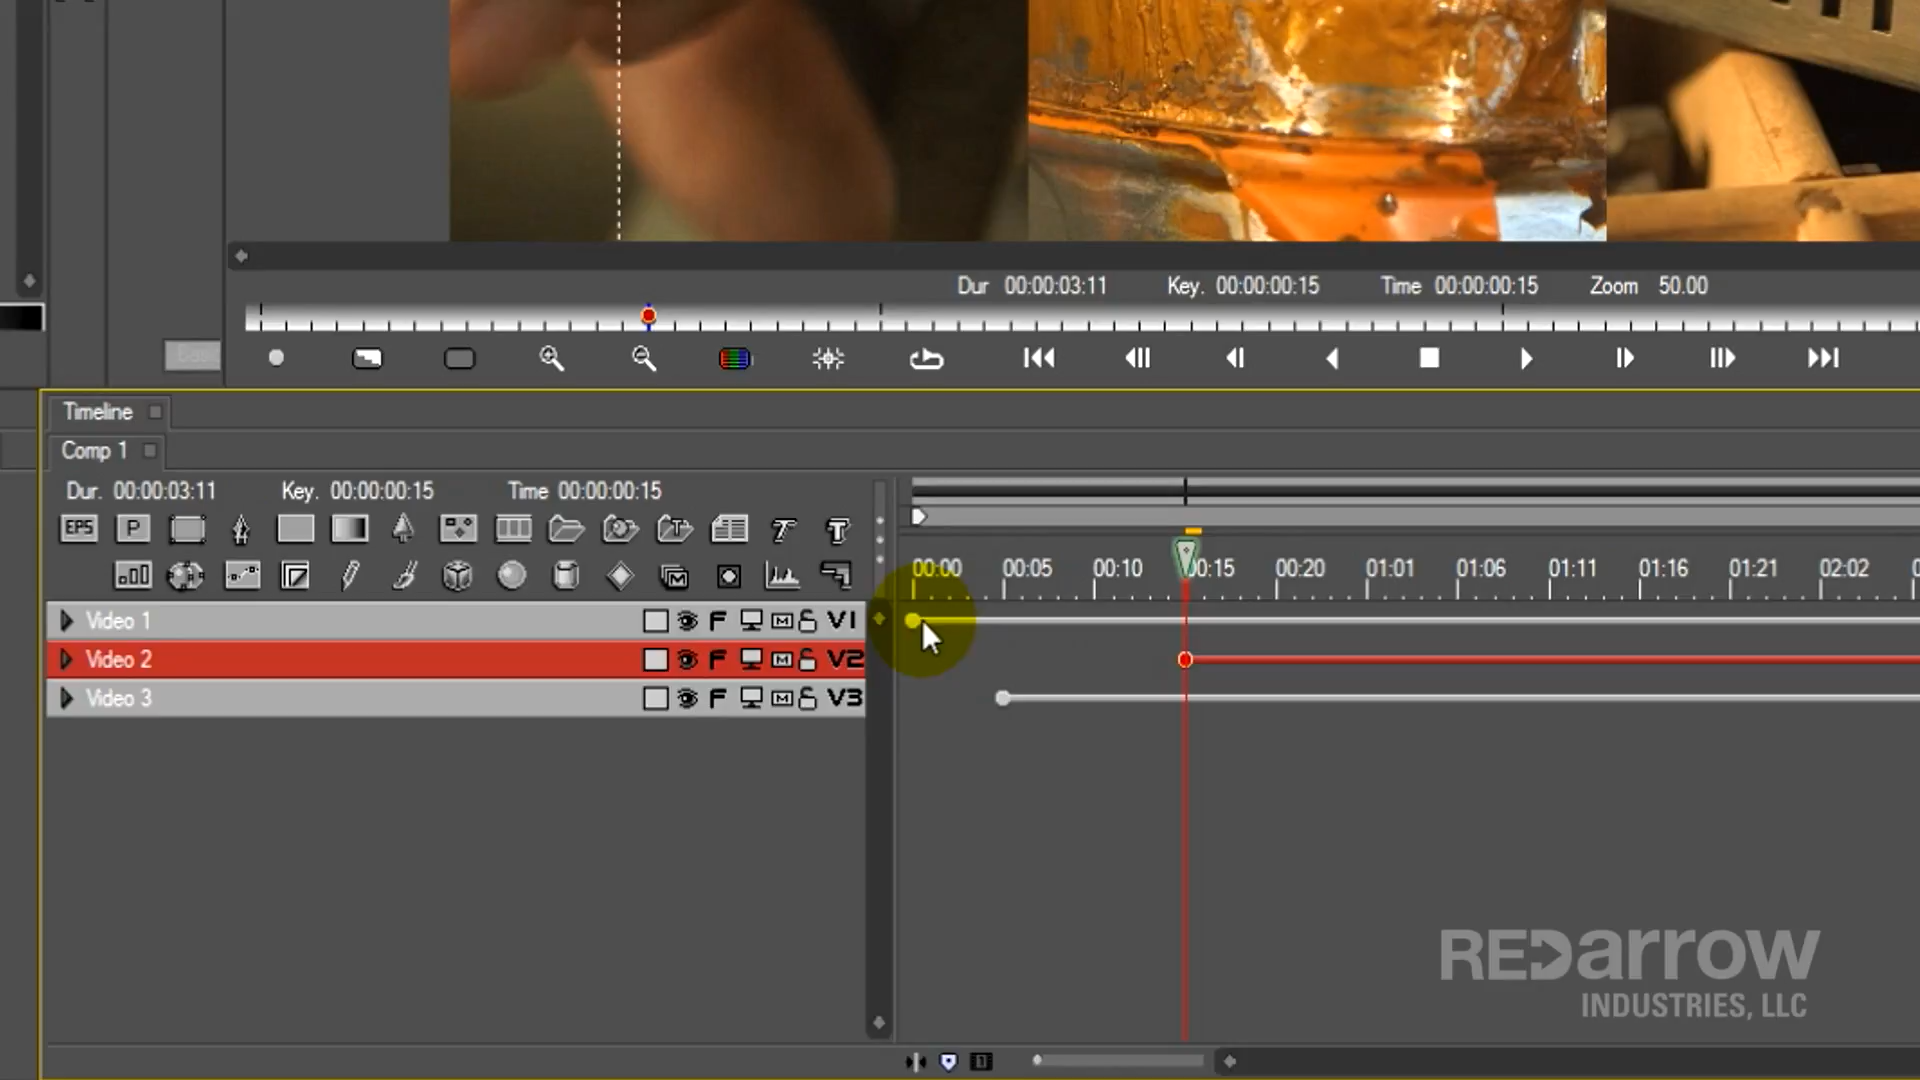 Dur 00:00:03:11 Key. 00:00:00:15 Time 00:00:00:15 Zoom 50.00
Basic
Timeline
Comp 1
Dur. 00:00:03:11 Key. 00:00:00:15 Time 00:00:00:15
EPS P T T
M
00:00 00:05 00:10 00:15 00:20 01:01 01:06 01:11 01:16 01:21 02:02
Video 1 F M V1
Video 2 F M V2
Video 3 F M V3
REDarrow
INDUSTRIES, LLC